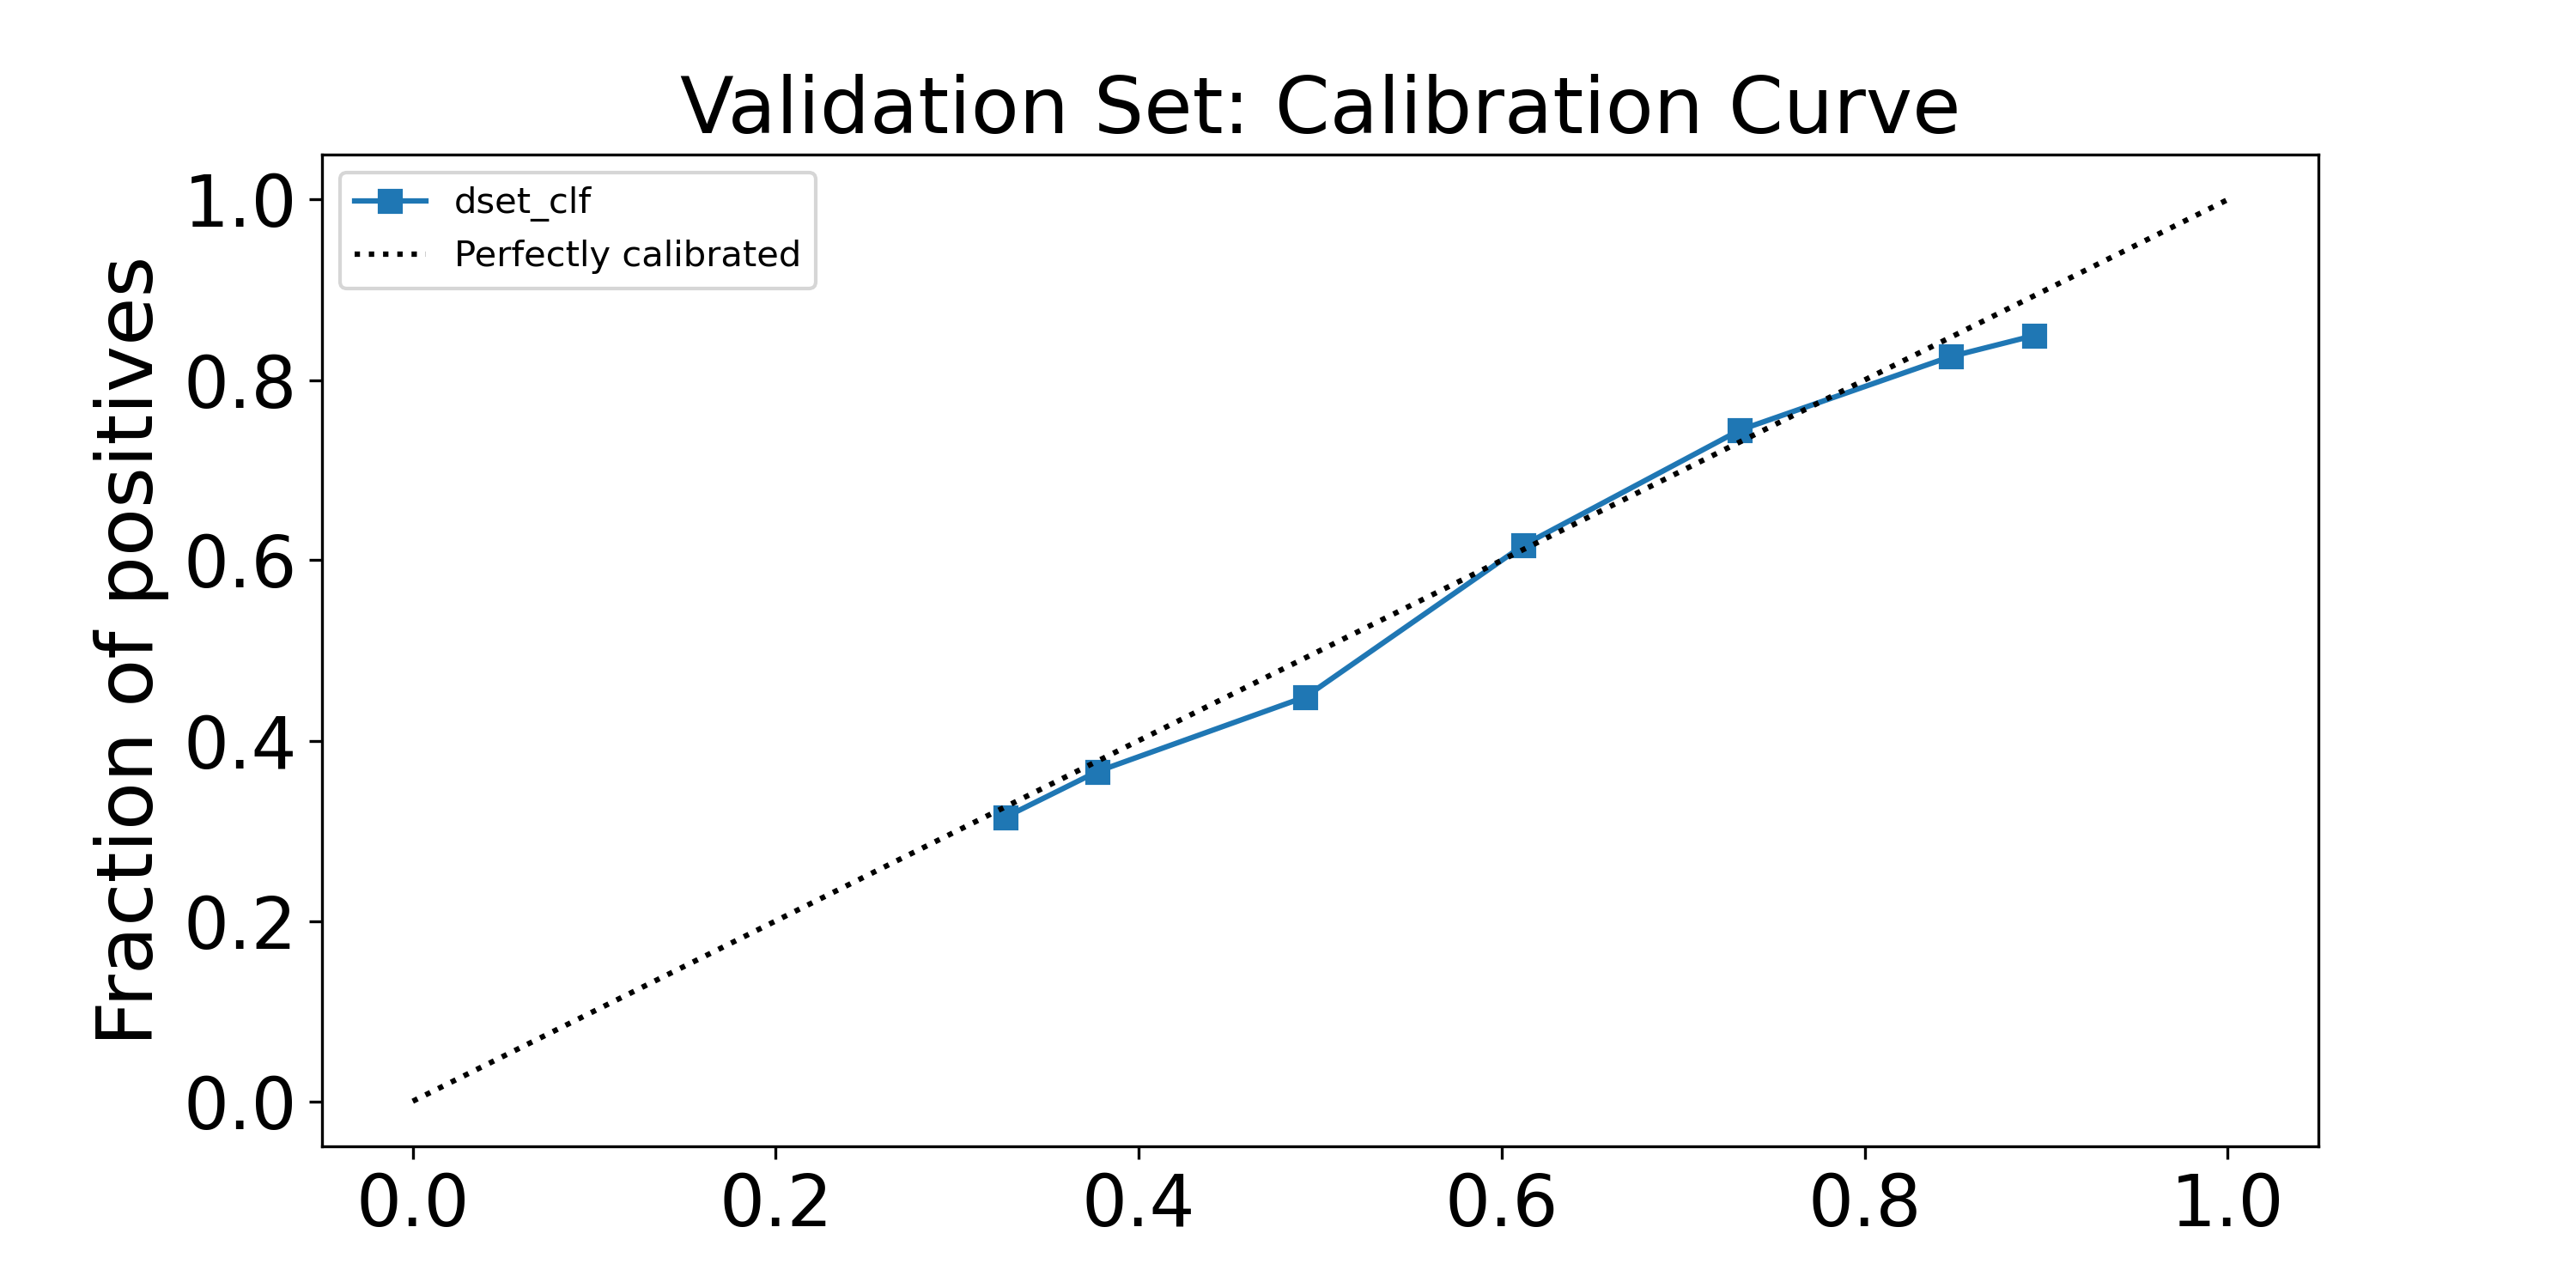 Validation Set: Calibration Curve
dset_clf
Perfectly calibrated
Fraction of positives
1.0
0.8
0.6
0.4
0.2
0.0
0.0 0.2 0.4 0.6 0.8 1.0